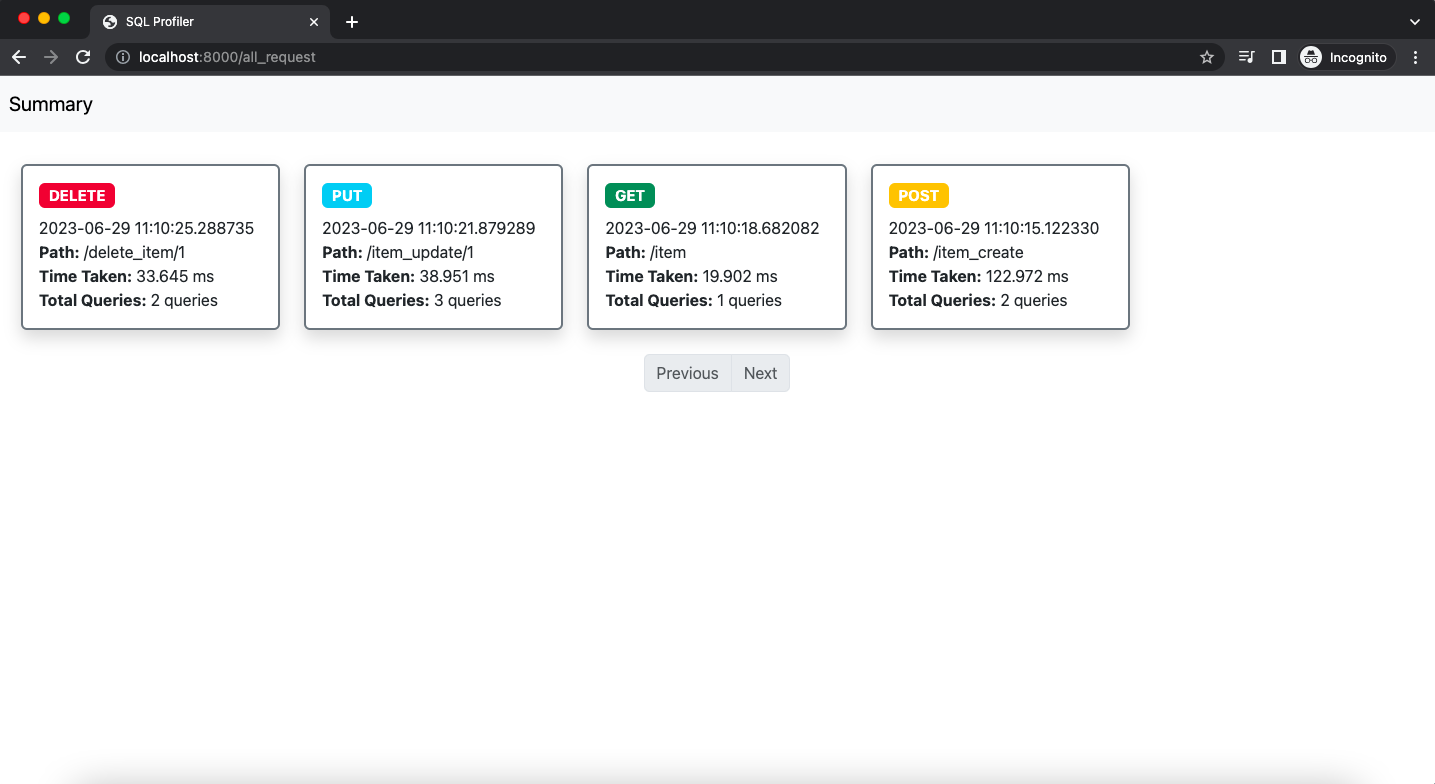 SQL Profiler
localhost:8000/all_request
Incognito
Summary
DELETE
2023-06-29 11:10:25.288735
Path: /delete_item/1
Time Taken: 33.645 ms
Total Queries: 2 queries
PUT
2023-06-29 11:10:21.879289
Path: /item_update/1
Time Taken: 38.951 ms
Total Queries: 3 queries
GET
2023-06-29 11:10:18.682082
Path: /item
Time Taken: 19.902 ms
Total Queries: 1 queries
POST
2023-06-29 11:10:15.122330
Path: /item_create
Time Taken: 122.972 ms
Total Queries: 2 queries
Previous
Next